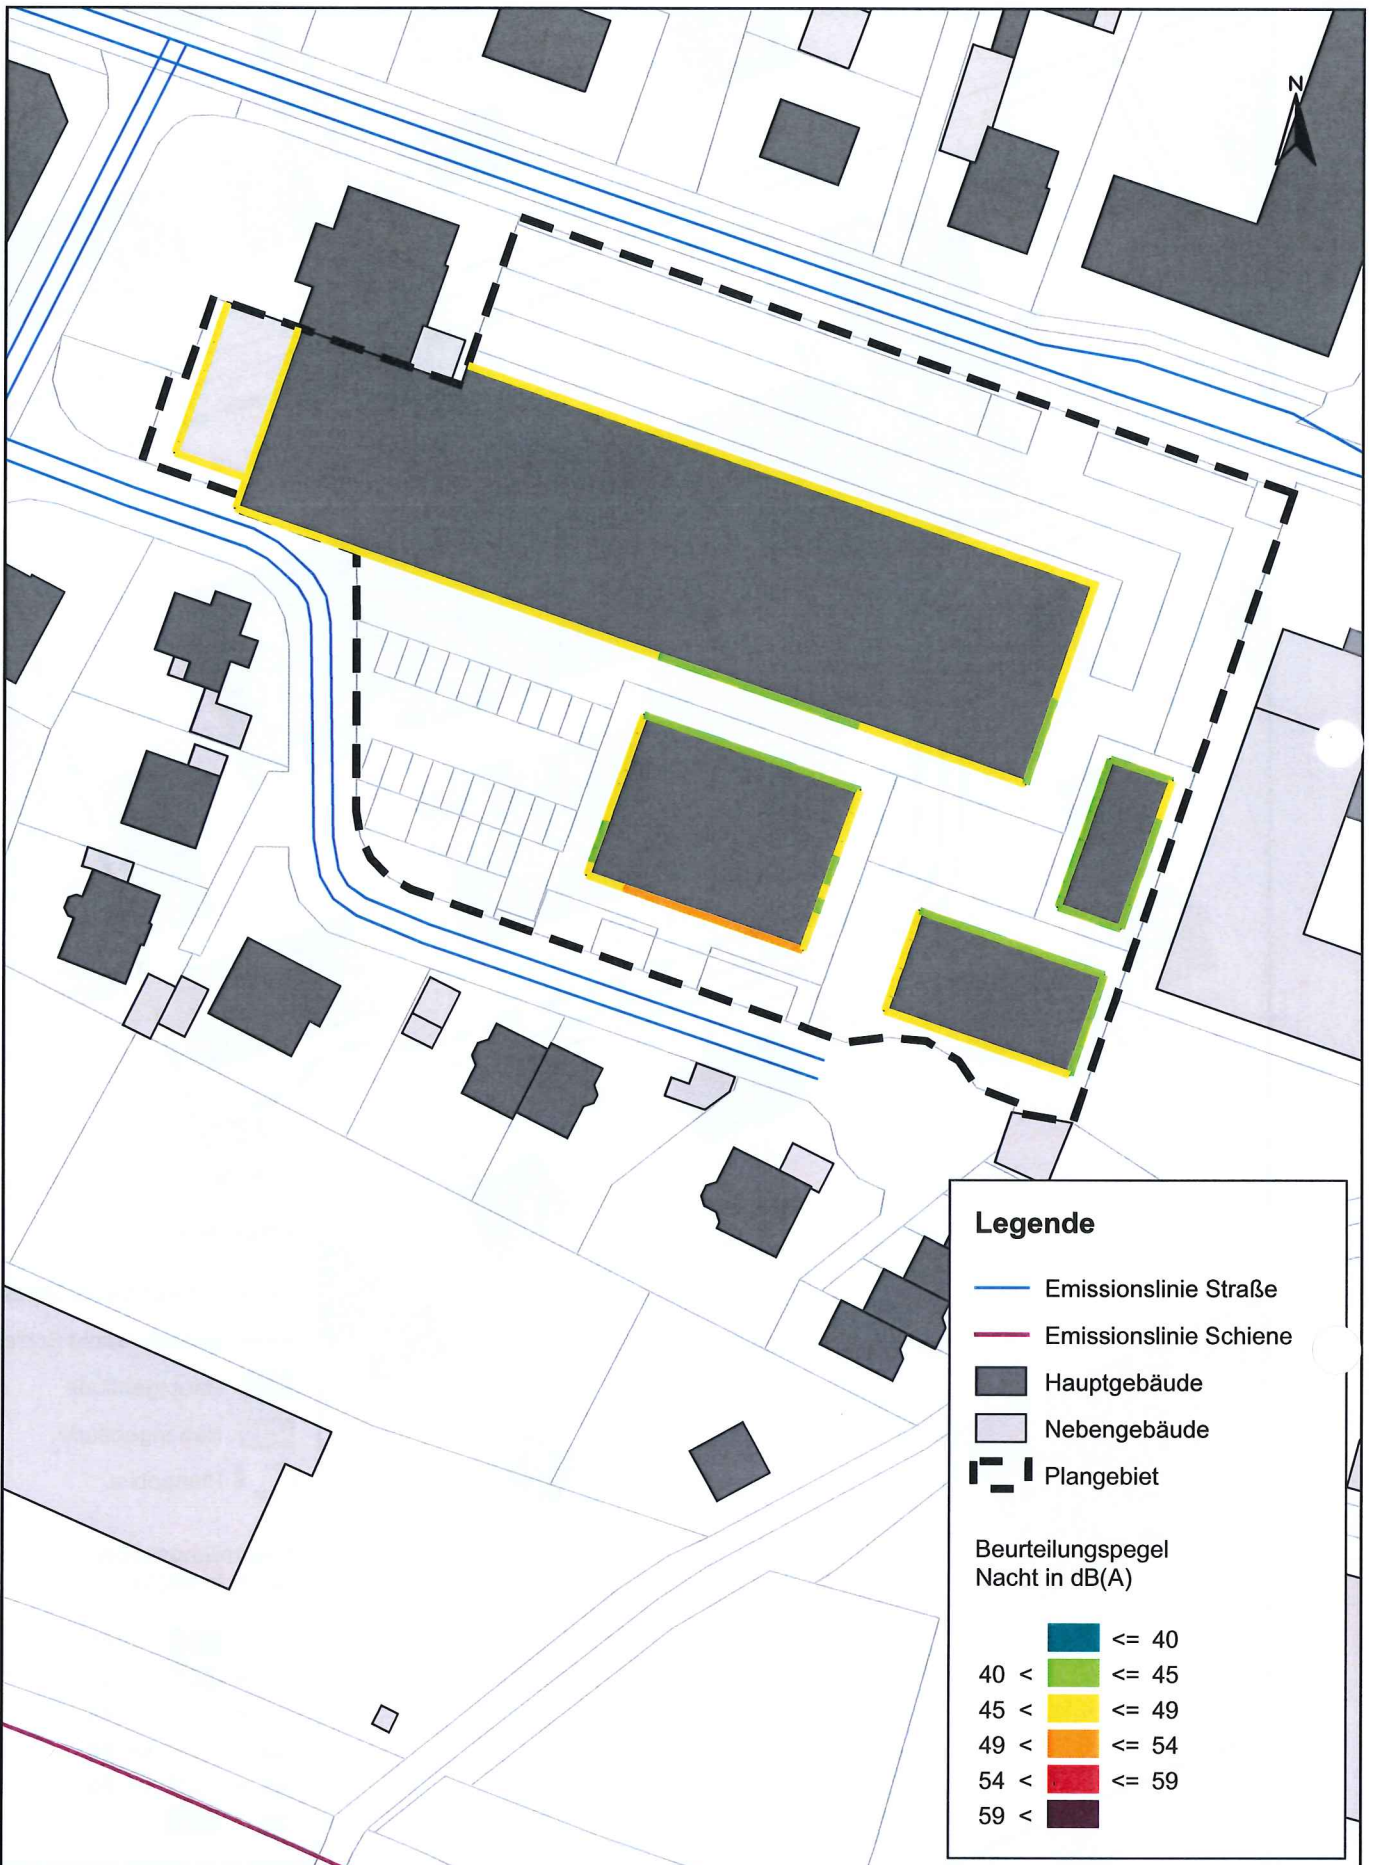 N
Legende
Emissionslinie Straße
Emissionslinie Schiene
Hauptgebäude
Nebengebäude
Plangebiet
Beurteilungspegel
Nacht in dB(A)
<= 40
40 < <= 45
45 < <= 49
49 < <= 54
54 < <= 59
59 <